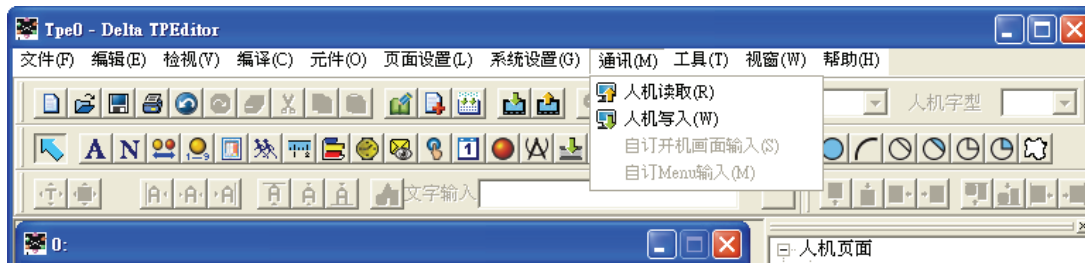 Tpe0 - Delta TPEditor
文件(F) 编辑(E) 检视(V) 编译(C) 元件(O) 页面设置(L) 系统设置(G) 通讯(M) 工具(T) 视窗(W) 帮助(H)
人机读取(R)
人机字型
人机写入(W)
自订开机画面输入(S)
自订Menu输入(M)
文字输入
0:
人机页面